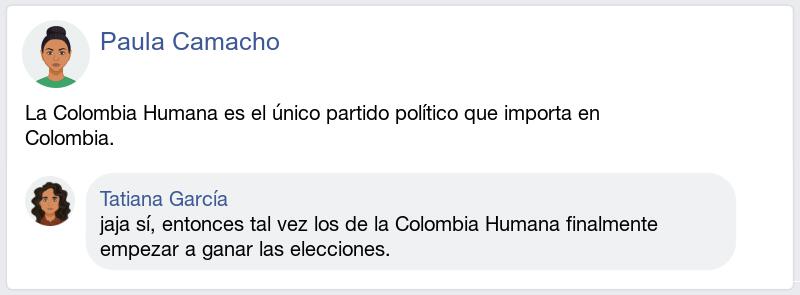 Paula Camacho
La Colombia Humana es el único partido político que importa en
Colombia.
Tatiana García
jaja sí, entonces tal vez los de la Colombia Humana finalmente
empezar a ganar las elecciones.